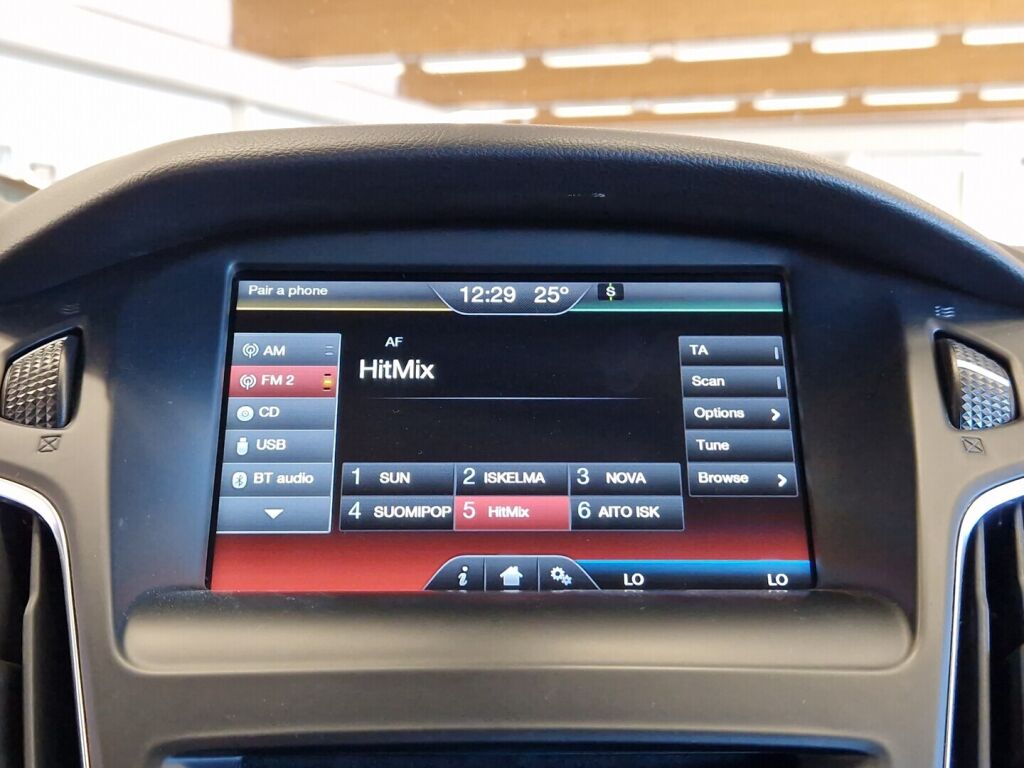 Pair a phone
12:29 25° S
AM
FM 2
CD
USB
BT audio
AF
HitMix
TA
Scan
Options
Tune
Browse
1 SUN 2 ISKELMA 3 NOVA
4 SUOMIPOP 5 HitMix 6 AITO ISK
i LO LO